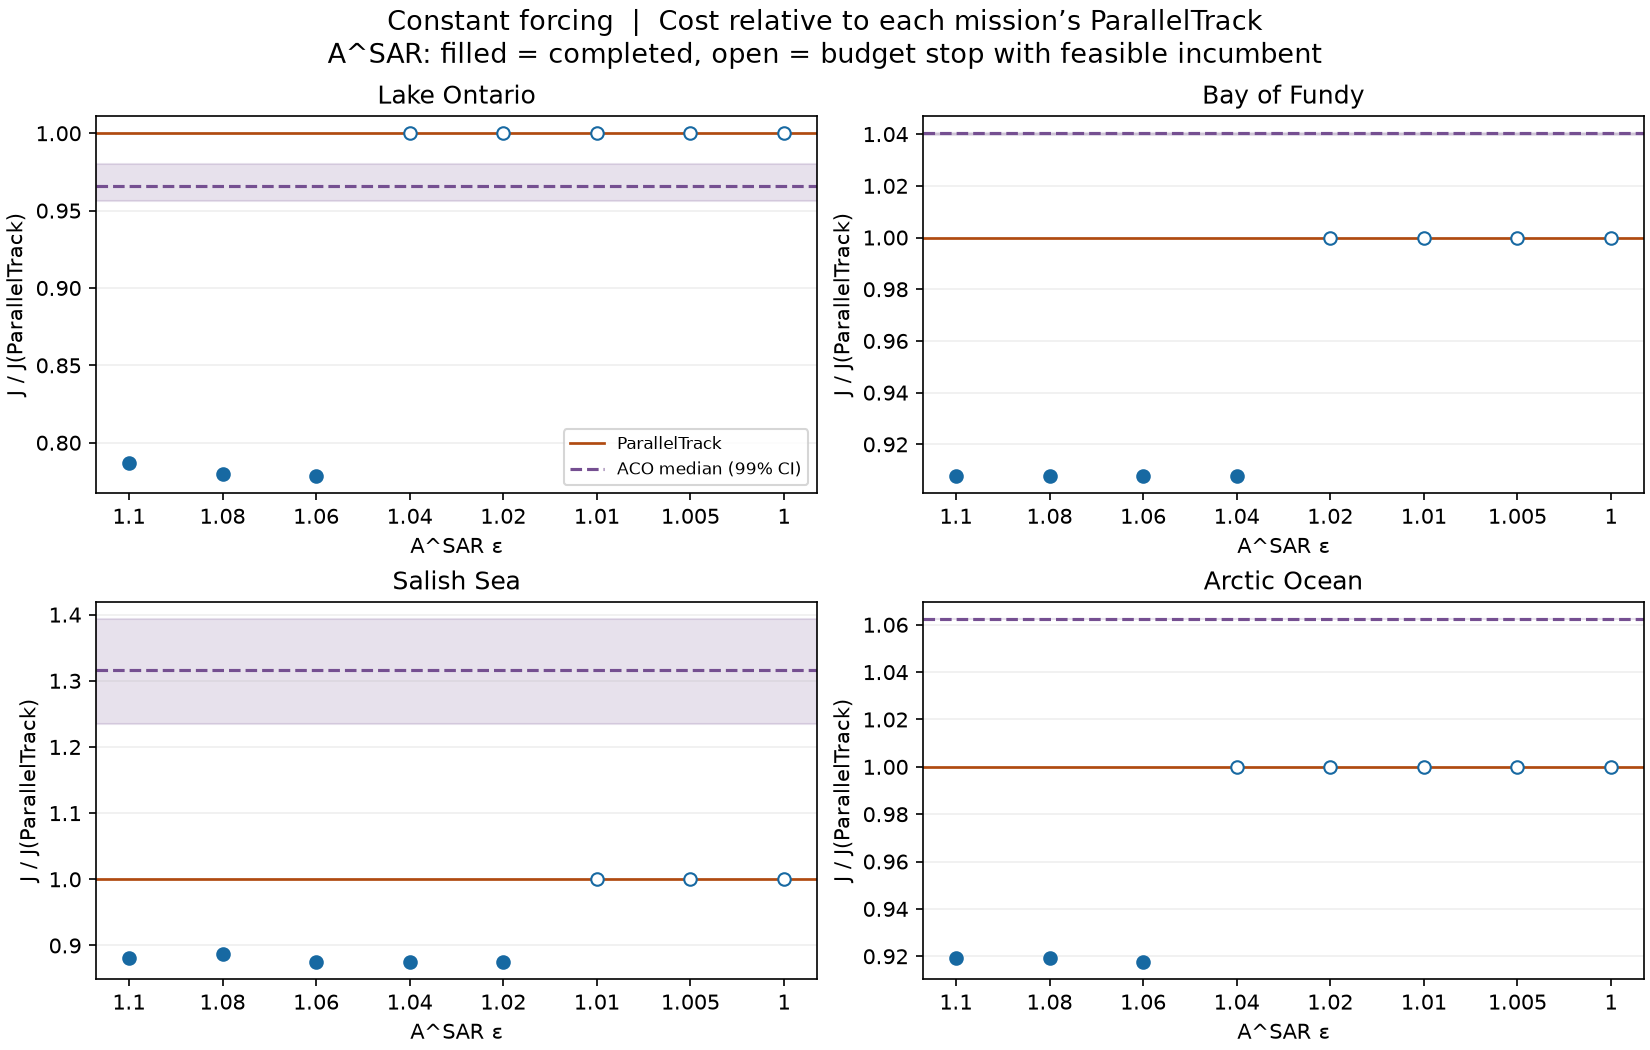 Constant forcing | Cost relative to each mission’s ParallelTrack
A^SAR: filled = completed, open = budget stop with feasible incumbent
Lake Ontario
J / J(ParallelTrack)
1.00
0.95
0.90
0.85
0.80
ParallelTrack
ACO median (99% CI)
1.1 1.08 1.06 1.04 1.02 1.01 1.005 1
A^SAR ε
Bay of Fundy
J / J(ParallelTrack)
1.04
1.02
1.00
0.98
0.96
0.94
0.92
1.1 1.08 1.06 1.04 1.02 1.01 1.005 1
A^SAR ε
Salish Sea
J / J(ParallelTrack)
1.4
1.3
1.2
1.1
1.0
0.9
1.1 1.08 1.06 1.04 1.02 1.01 1.005 1
A^SAR ε
Arctic Ocean
J / J(ParallelTrack)
1.06
1.04
1.02
1.00
0.98
0.96
0.94
0.92
1.1 1.08 1.06 1.04 1.02 1.01 1.005 1
A^SAR ε